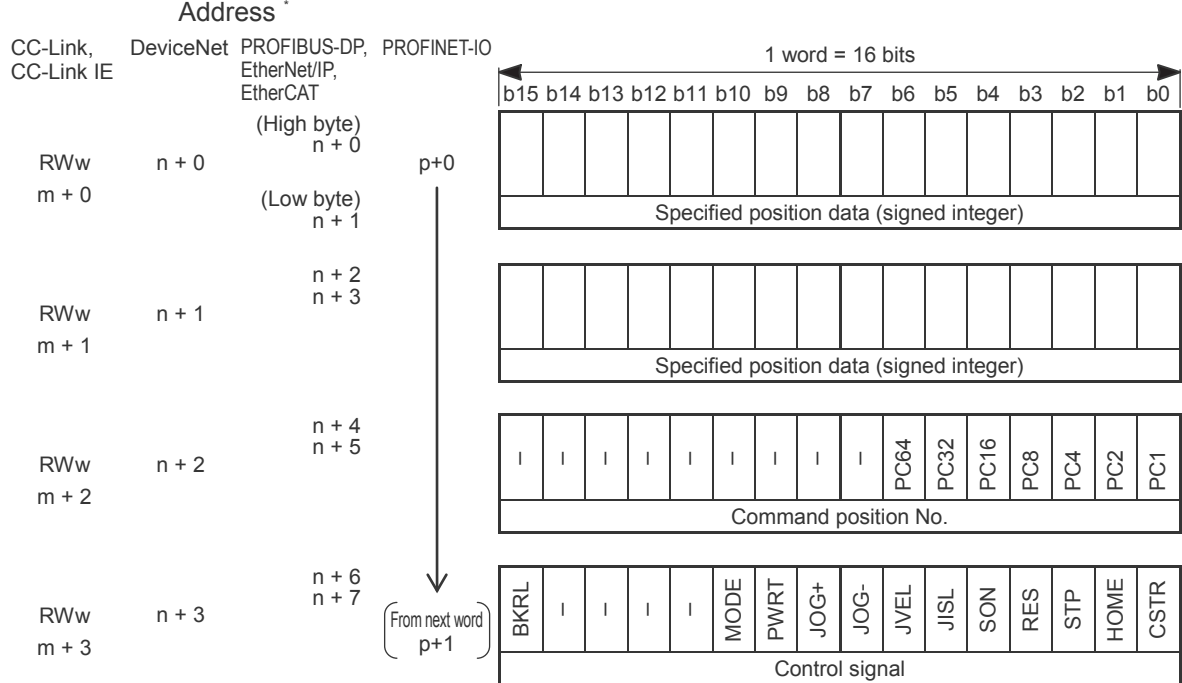 Address *
CC-Link, DeviceNet PROFIBUS-DP, PROFINET-IO
CC-Link IE EtherNet/IP,
EtherCAT
1 word = 16 bits
b15 b14 b13 b12 b11 b10 b9 b8 b7 b6 b5 b4 b3 b2 b1 b0
(High byte)
n + 0
RWw n + 0 p+0
m + 0
(Low byte)
n + 1
Specified position data (signed integer)
n + 2
n + 3
RWw n + 1
m + 1
Specified position data (signed integer)
n + 4
n + 5
RWw n + 2
m + 2
– – – – – – – – – PC64 PC32 PC16 PC8 PC4 PC2 PC1
Command position No.
n + 6
n + 7
RWw n + 3
m + 3
(From next word
p+1)
BKRL – – – – MODE PWRT JOG+ JOG- JVEL JISL SON RES STP HOME CSTR
Control signal